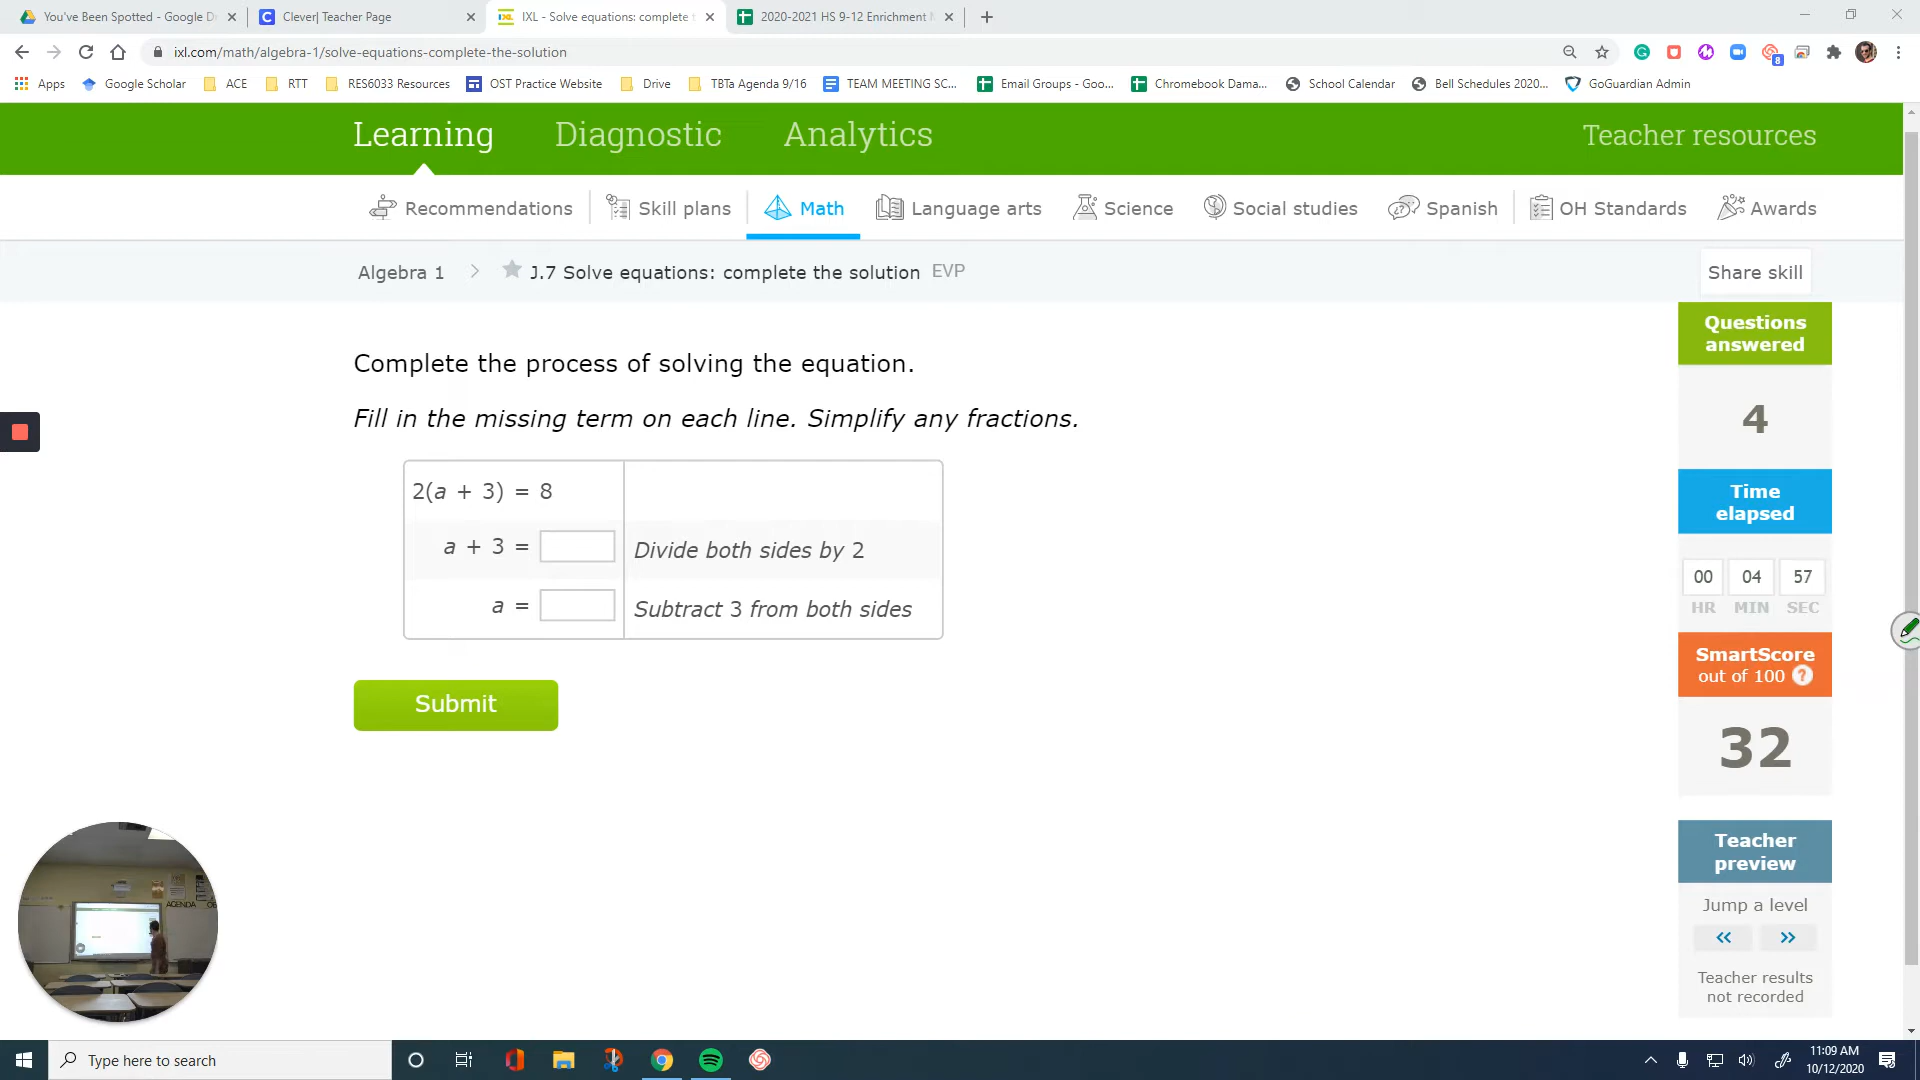 You've Been Spotted - Google D
Clever| Teacher Page
IXL - Solve equations: complete t
2020-2021 HS 9-12 Enrichment
ixl.com/math/algebra-1/solve-equations-complete-the-solution
8
Apps
Google Scholar
ACE
RTT
RES6033 Resources
OST Practice Website
Drive
TBTa Agenda 9/16
TEAM MEETING SC...
Email Groups - Goo...
Chromebook Dama...
School Calendar
Bell Schedules 2020...
GoGuardian Admin
Learning
Diagnostic
Analytics
Teacher resources
Recommendations
Skill plans
Math
Language arts
Science
Social studies
Spanish
OH Standards
Awards
Algebra 1
J.7 Solve equations: complete the solution EVP
Share skill
Complete the process of solving the equation.
Fill in the missing term on each line. Simplify any fractions.
2(a + 3) = 8
a + 3 =
Divide both sides by 2
a =
Subtract 3 from both sides
Submit
Questions
answered
4
Time
elapsed
00 04 57
HR MIN SEC
SmartScore
out of 100 ?
32
Teacher
preview
Jump a level
Teacher results
not recorded
AGENDA
Type here to search
11:09 AM
10/12/2020